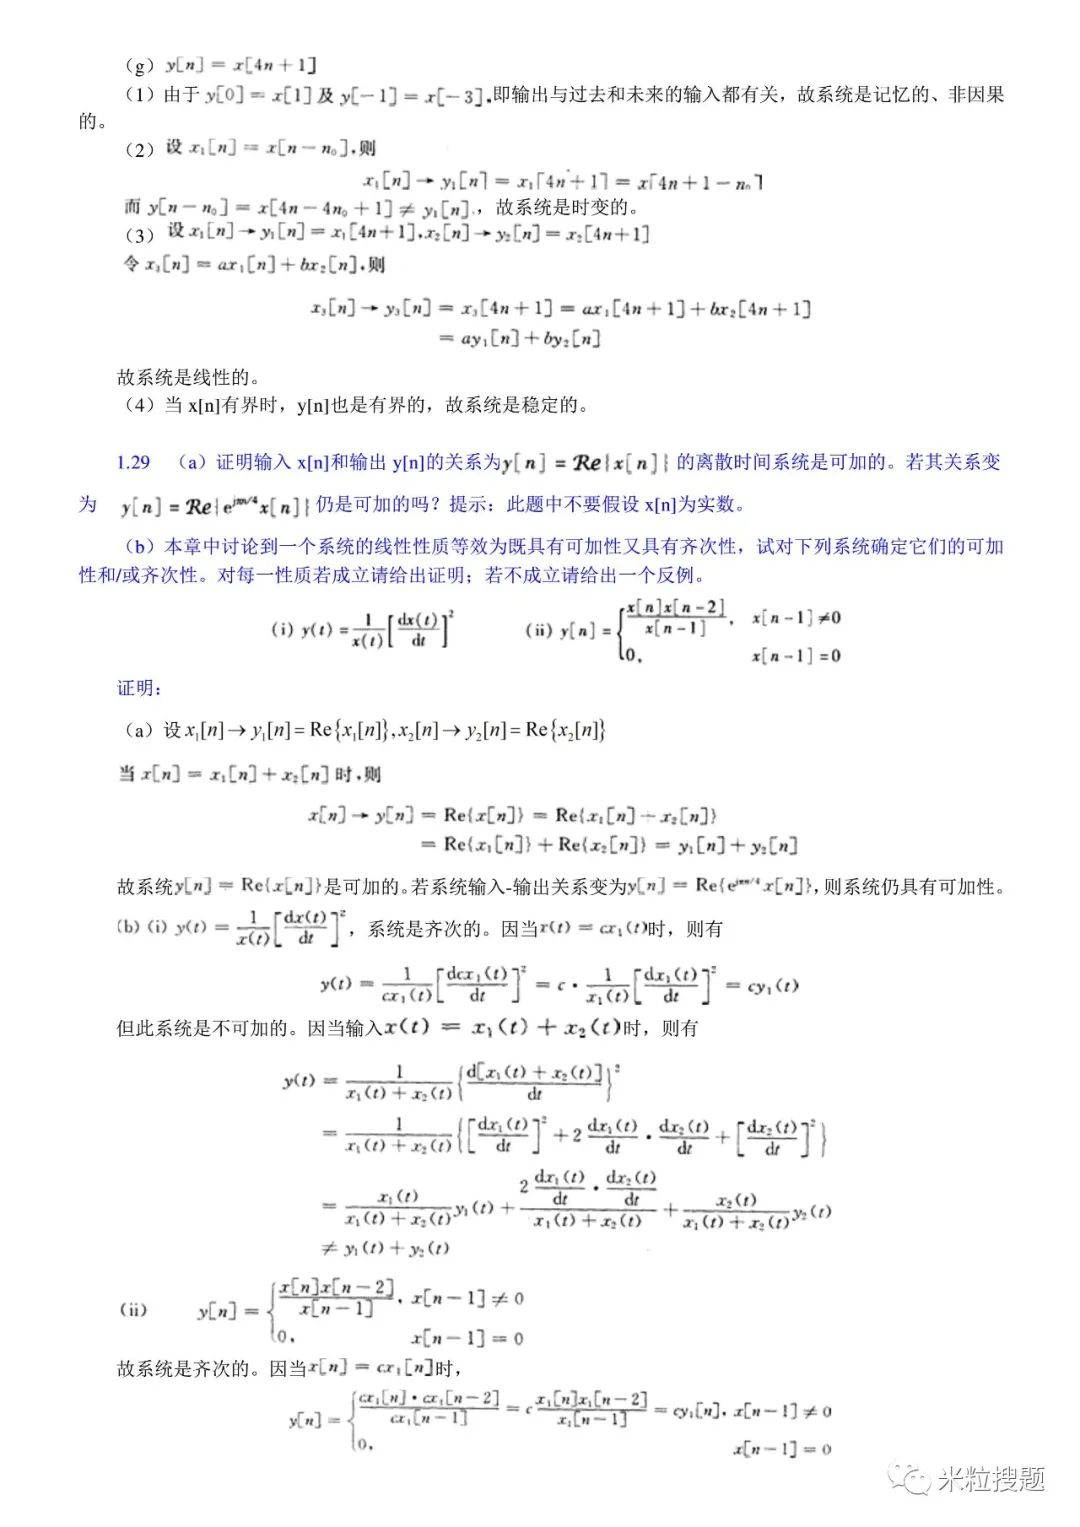 (g) y[n] = x[4n+1]
（1）由于 y[0] = x[1] 及 y[-1] = x[-3],即输出与过去和未来的输入都有关，故系统是记忆的、非因果
的。
（2）设 x₁[n] = x[n-n₀],则
x₁[n] → y₁[n] = x₁[4n+1] = x[4n+1-n₀]
而 y[n-n₀] = x[4n-4n₀+1] ≠ y₁[n].，故系统是时变的。
（3）设 x₁[n]→y₁[n]=x₁[4n+1],x₂[n]→y₂[n]=x₂[4n+1]
令 x₃[n] = ax₁[n]+bx₂[n],则
x₃[n] → y₃[n] = x₃[4n+1] = ax₁[4n+1]+bx₂[4n+1]
= ay₁[n]+by₂[n]
故系统是线性的。
（4）当 x[n]有界时，y[n]也是有界的，故系统是稳定的。
1.29 （a）证明输入 x[n]和输出 y[n]的关系为y[n] = Re{x[n]} 的离散时间系统是可加的。若其关系变
为 y[n] = Re{e^{jπn/4}x[n]} 仍是可加的吗？提示：此题中不要假设 x[n]为实数。
（b）本章中讨论到一个系统的线性性质等效为既具有可加性又具有齐次性，试对下列系统确定它们的可加
性和/或齐次性。对每一性质若成立请给出证明；若不成立请给出一个反例。
(i) y(t) = 1/x(t) [dx(t)/dt]² (ii) y[n] = { x[n]x[n-2]/x[n-1], x[n-1]≠0
0, x[n-1]=0
证明：
（a）设 x₁[n] → y₁[n] = Re{x₁[n]}, x₂[n] → y₂[n] = Re{x₂[n]}
当 x[n] = x₁[n]+x₂[n] 时,则
x[n] → y[n] = Re{x[n]} = Re{x₁[n]+x₂[n]}
= Re{x₁[n]} + Re{x₂[n]} = y₁[n]+y₂[n]
故系统y[n] = Re{x[n]}是可加的。若系统输入-输出关系变为y[n] = Re{e^{jπn/4}x[n]}，则系统仍具有可加性。
(b) (i) y(t) = 1/x(t) [dx(t)/dt]²，系统是齐次的。因当x(t) = cx₁(t)时，则有
y(t) = 1/cx₁(t) [dcx₁(t)/dt]² = c · 1/x₁(t) [dx₁(t)/dt]² = cy₁(t)
但此系统是不可加的。因当输入x(t) = x₁(t) + x₂(t)时，则有
y(t) = 1/(x₁(t)+x₂(t)) {d[x₁(t)+x₂(t)]/dt}²
= 1/(x₁(t)+x₂(t)) {[dx₁(t)/dt]² + 2 dx₁(t)/dt · dx₂(t)/dt + [dx₂(t)/dt]²}
= x₁(t)/(x₁(t)+x₂(t)) y₁(t) + 2 dx₁(t)/dt · dx₂(t)/dt/(x₁(t)+x₂(t)) + x₂(t)/(x₁(t)+x₂(t)) y₂(t)
≠ y₁(t)+y₂(t)
(ii) y[n] = { x[n]x[n-2]/x[n-1], x[n-1] ≠ 0
0, x[n-1] = 0
故系统是齐次的。因当x[n] = cx₁[n]时，
y[n] = { cx₁[n]·cx₁[n-2]/cx₁[n-1] = c x₁[n]x₁[n-2]/x₁[n-1] = cy₁[n], x[n-1] ≠ 0
0, x[n-1] = 0
米粒搜题